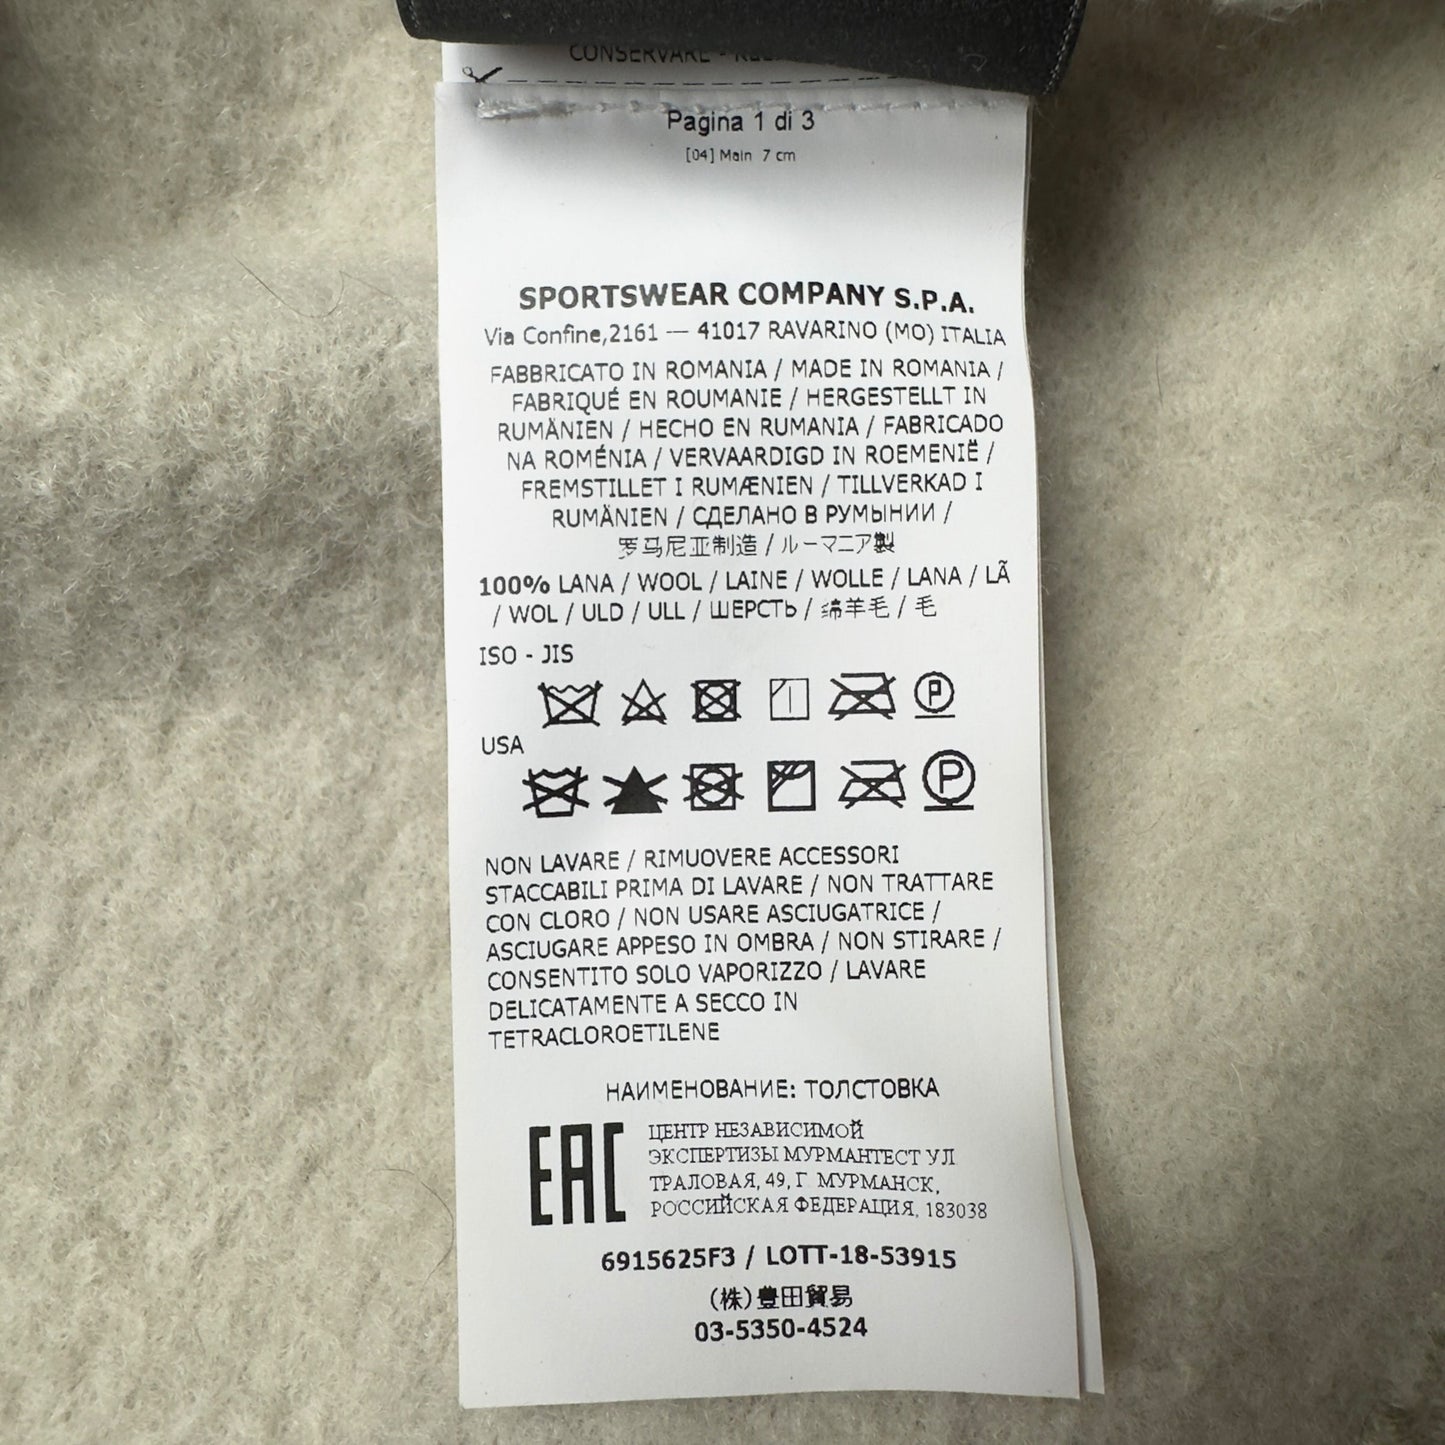 CONSERVARE -
Pagina 1 di 3
[04] Main 7 cm
SPORTSWEAR COMPANY S.P.A.
Via Confine,2161 — 41017 RAVARINO (MO) ITALIA
FABBRICATO IN ROMANIA / MADE IN ROMANIA /
FABRIQUÉ EN ROUMANIE / HERGESTELLT IN
RUMÄNIEN / HECHO EN RUMANIA / FABRICADO
NA ROMÉNIA / VERVAARDIGD IN ROEMENIË /
FREMSTILLET I RUMÆNIEN / TILLVERKAD I
RUMÄNIEN / СДЕЛАНО В РУМЫНИИ /
罗马尼亚制造 / ルーマニア製
100% LANA / WOOL / LAINE / WOLLE / LANA / LÃ
/ WOL / ULD / ULL / ШЕРСТЬ / 绵羊毛 / 毛
ISO - JIS
P
USA
P
NON LAVARE / RIMUOVERE ACCESSORI
STACCABILI PRIMA DI LAVARE / NON TRATTARE
CON CLORO / NON USARE ASCIUGATRICE /
ASCIUGARE APPESO IN OMBRA / NON STIRARE /
CONSENTITO SOLO VAPORIZZO / LAVARE
DELICATAMENTE A SECCO IN
TETRACLOROETILENE
НАИМЕНОВАНИЕ: ТОЛСТОВКА
EAC
ЦЕНТР НЕЗАВИСИМОЙ
ЭКСПЕРТИЗЫ МУРМАНТЕСТ УЛ
ТРАЛОВАЯ, 49, Г МУРМАНСК,
РОССИЙСКАЯ ФЕДЕРАЦИЯ, 183038
6915625F3 / LOTT-18-53915
(株)豊田貿易
03-5350-4524